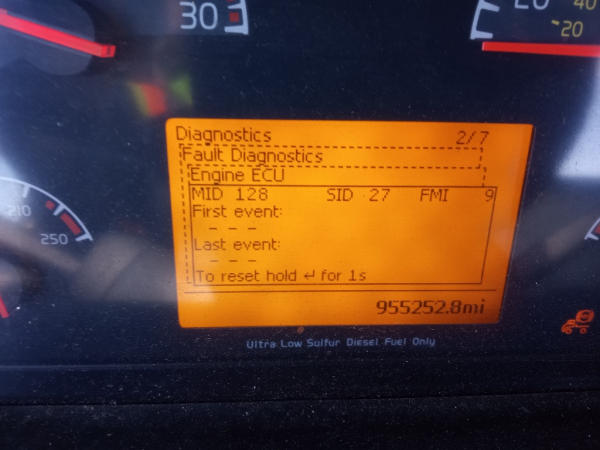 30
20 40
-20
Diagnostics 2/7
Fault Diagnostics
Engine ECU
MID 128 SID 27 FMI 9
First event:
- - -
Last event:
- - -
To reset hold ↵ for 1s
955252.8mi
210
250
Ultra Low Sulfur Diesel Fuel Only